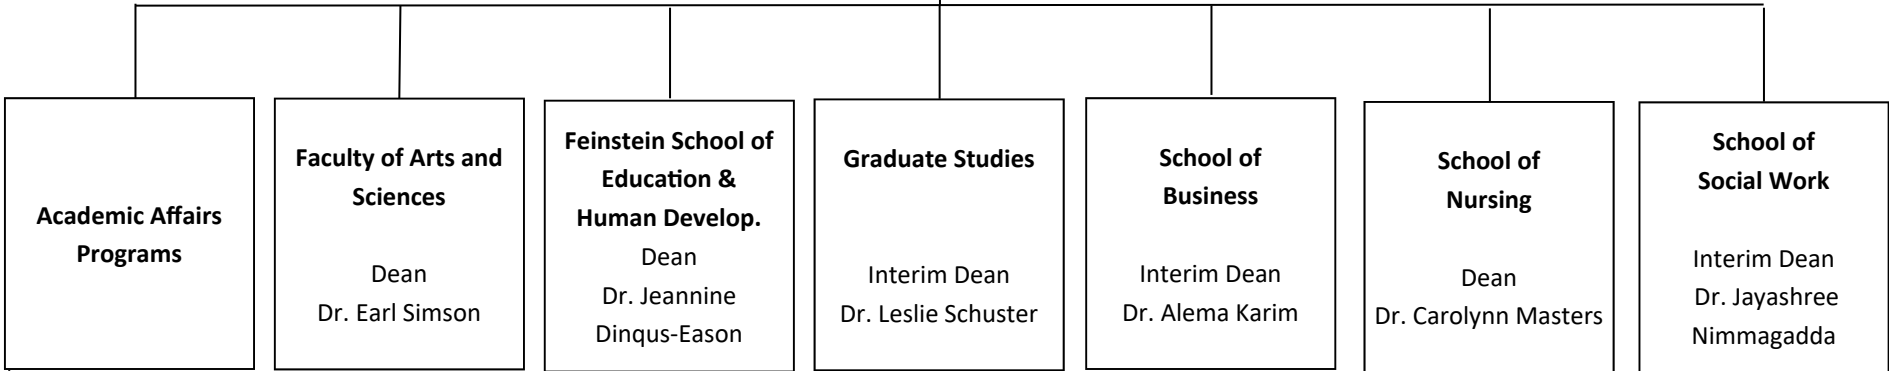 Academic Affairs
Programs
Faculty of Arts and
Sciences
Dean
Dr. Earl Simson
Feinstein School of
Education &
Human Develop.
Dean
Dr. Jeannine
Dinqus-Eason
Graduate Studies
Interim Dean
Dr. Leslie Schuster
School of
Business
Interim Dean
Dr. Alema Karim
School of
Nursing
Dean
Dr. Carolynn Masters
School of
Social Work
Interim Dean
Dr. Jayashree
Nimmagadda